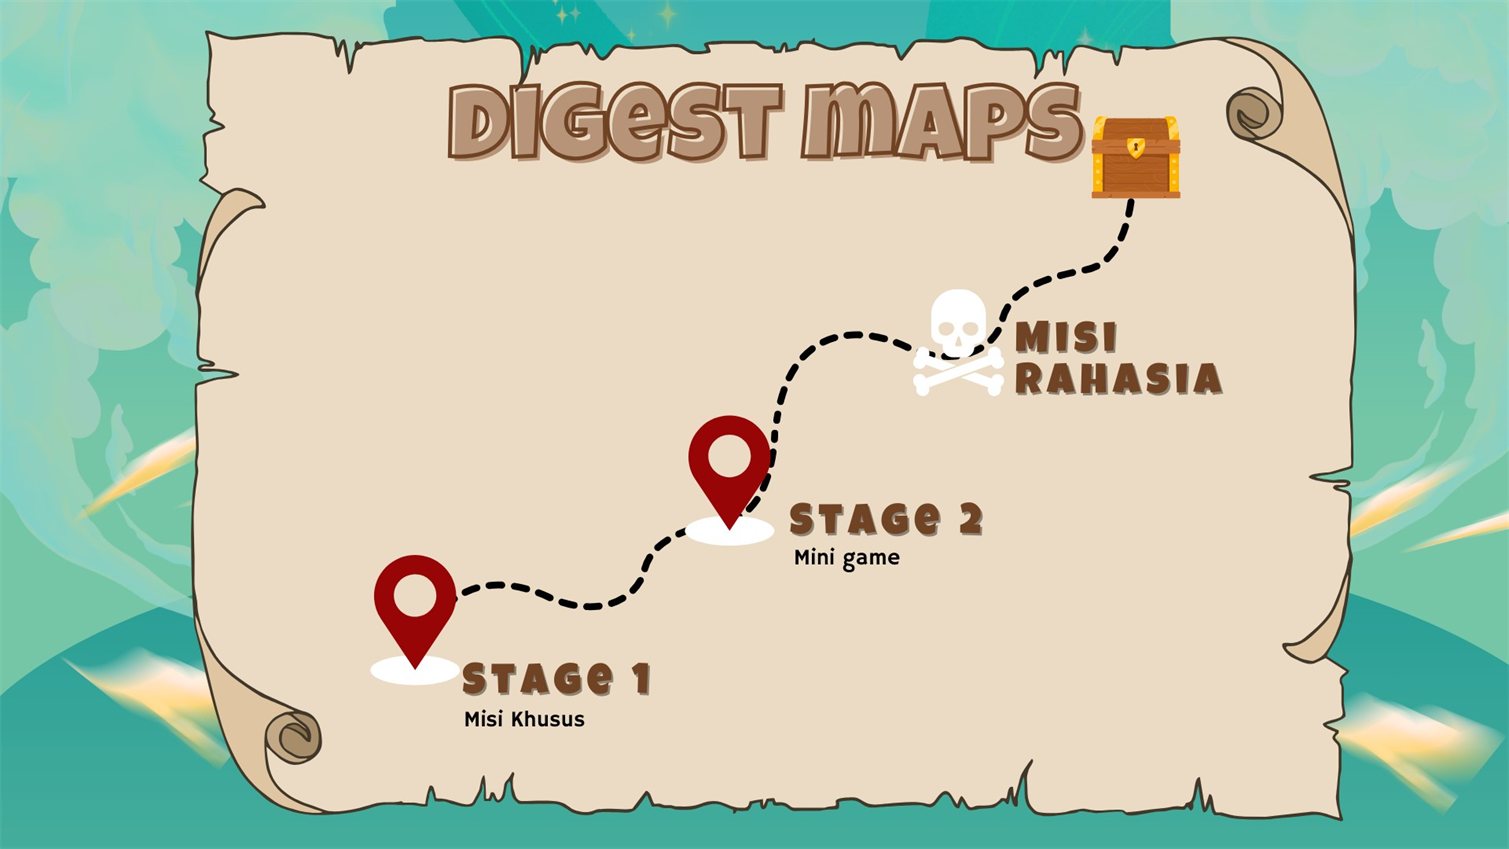 DIGEST MAPS
MISI
RAHASIA
STAGE 2
Mini game
STAGE 1
Misi Khusus